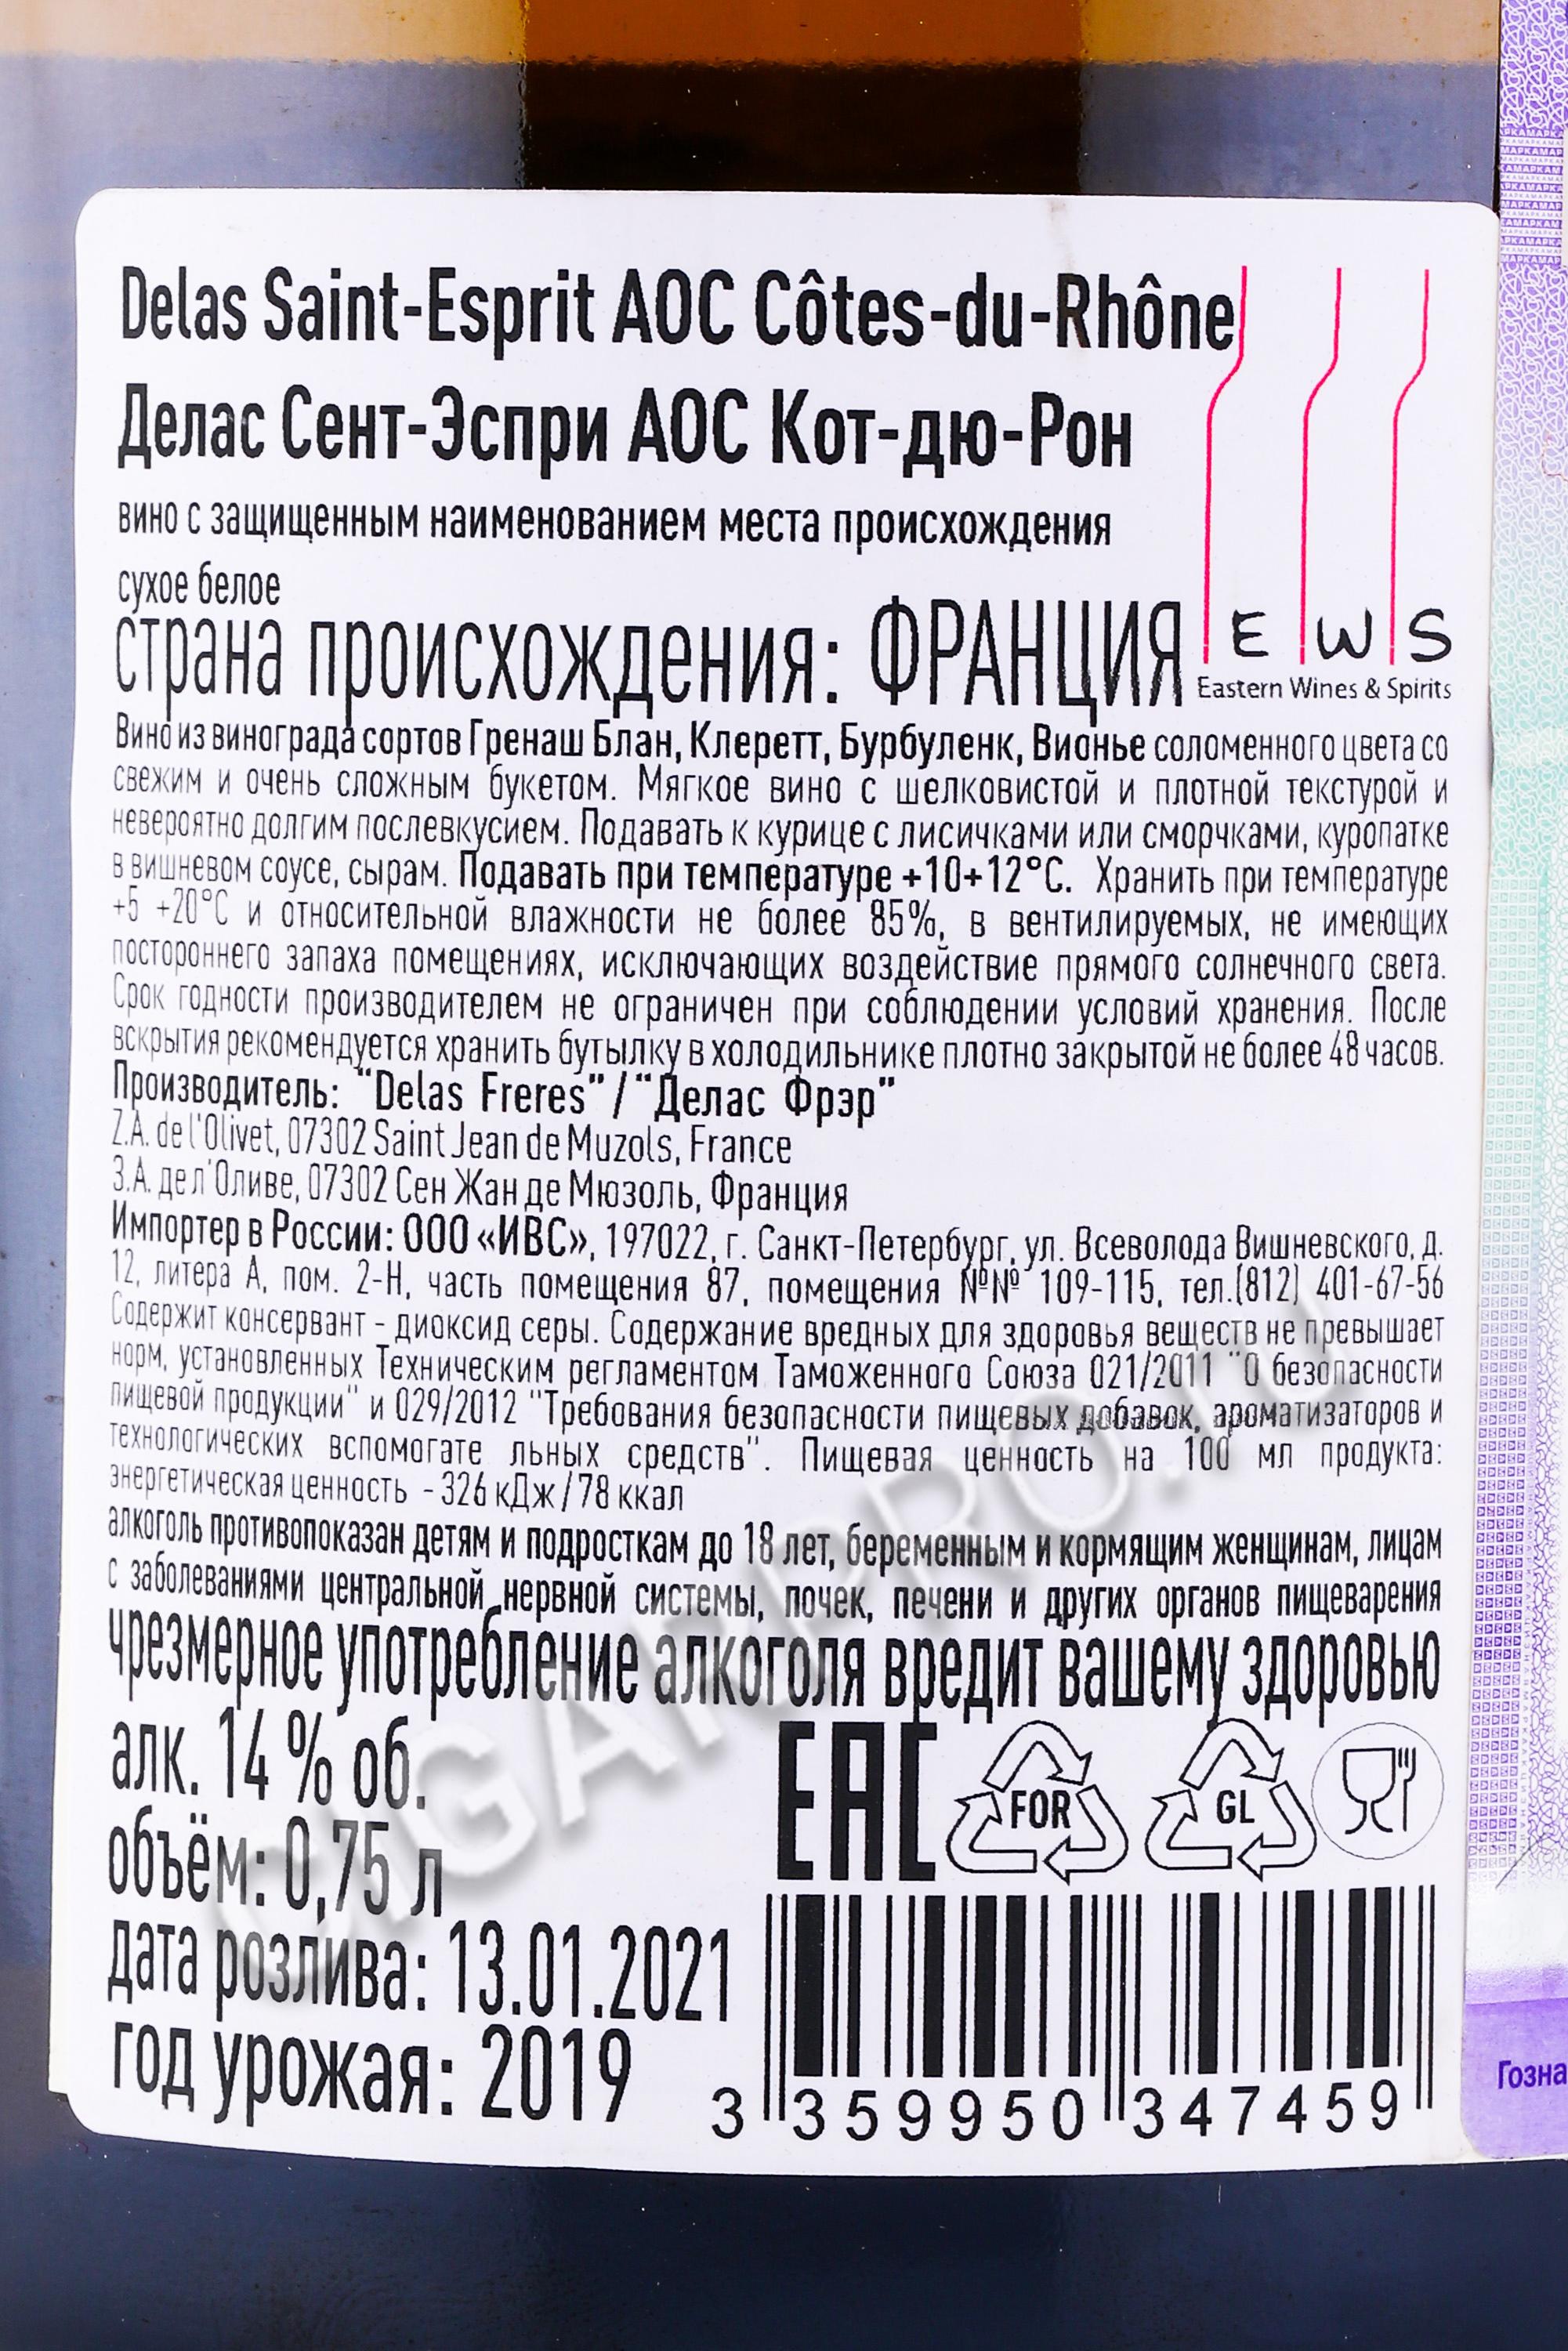 Delas Saint-Esprit AOC Côtes-du-Rhône
Делас Сент-Эспри АОС Кот-дю-Рон
вино с защищенным наименованием места происхождения
сухое белое
страна происхождения: ФРАНЦИЯ
E W S
Eastern Wines & Spirits
Вино из винограда сортов Гренаш Блан, Клеретт, Бурбуленк, Вионье соломенного цвета со
свежим и очень сложным букетом. Мягкое вино с шелковистой и плотной текстурой и
невероятно долгим послевкусием. Подавать к курице с лисичками или сморчками, куропатке
в вишневом соусе, сырам. Подавать при температуре +10+12°С. Хранить при температуре
+5 +20°С и относительной влажности не более 85%, в вентилируемых, не имеющих
постороннего запаха помещениях, исключающих воздействие прямого солнечного света.
Срок годности производителем не ограничен при соблюдении условий хранения. После
вскрытия рекомендуется хранить бутылку в холодильнике плотно закрытой не более 48 часов.
Производитель: "Delas Freres" / "Делас Фрэр"
Z.A. de l'Olivet, 07302 Saint Jean de Muzols, France
З.А. де л'Оливе, 07302 Сен Жан де Мюзоль, Франция
Импортер в России: ООО «ИВС», 197022, г. Санкт-Петербург, ул. Всеволода Вишневского, д.
12, литера А, пом. 2-Н, часть помещения 87, помещения №№ 109-115, тел.(812) 401-67-56
Содержит консервант - диоксид серы. Содержание вредных для здоровья веществ не превышает
норм, установленных Техническим регламентом Таможенного Союза 021/2011 "О безопасности
пищевой продукции" и 029/2012 "Требования безопасности пищевых добавок, ароматизаторов и
технологических вспомогате льных средств". Пищевая ценность на 100 мл продукта:
энергетическая ценность - 326 кДж / 78 ккал
алкоголь противопоказан детям и подросткам до 18 лет, беременным и кормящим женщинам, лицам
с заболеваниями центральной нервной системы, почек, печени и других органов пищеварения
чрезмерное употребление алкоголя вредит вашему здоровью
алк. 14 % об.
объём: 0,75 л
дата розлива: 13.01.2021
год урожая: 2019
EAC
FOR
GL
3 359950 347459
CIGARPRO.ru
Гозна